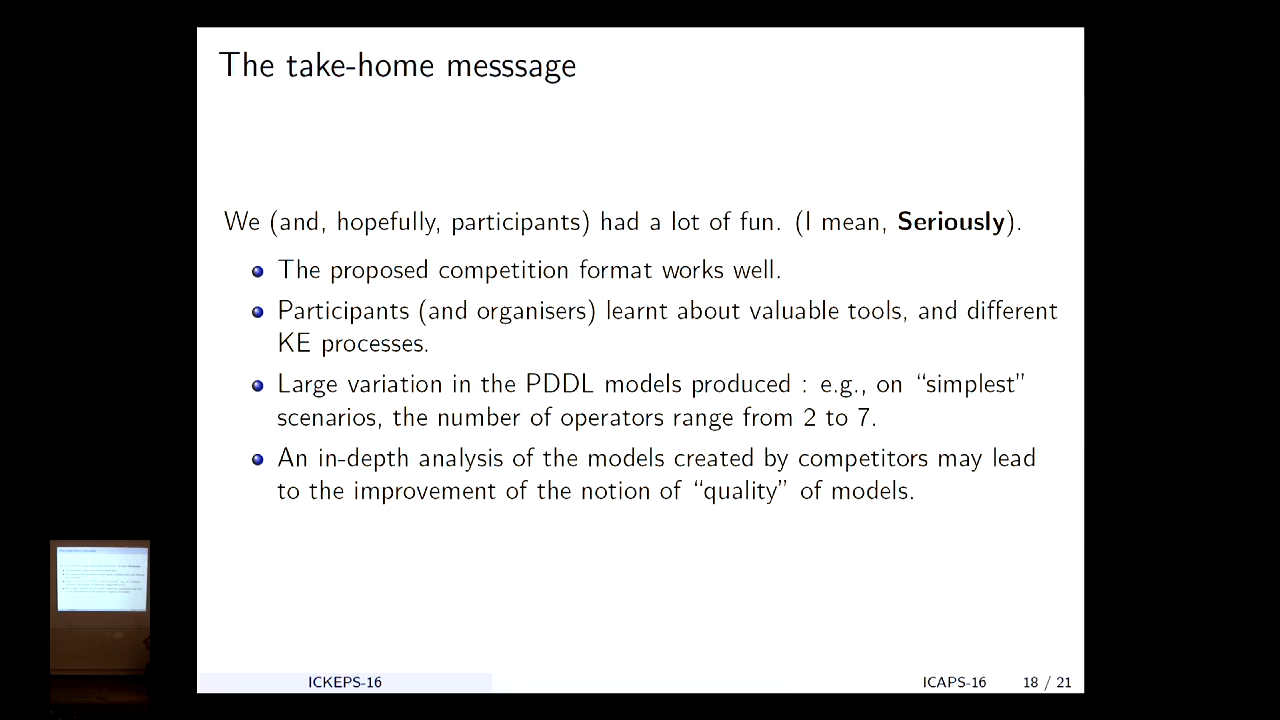 The take-home messsage
We (and, hopefully, participants) had a lot of fun. (I mean, Seriously).
The proposed competition format works well.
Participants (and organisers) learnt about valuable tools, and different
KE processes.
Large variation in the PDDL models produced : e.g., on “simplest”
scenarios, the number of operators range from 2 to 7.
An in-depth analysis of the models created by competitors may lead
to the improvement of the notion of “quality” of models.
ICKEPS-16
ICAPS-16 18 / 21